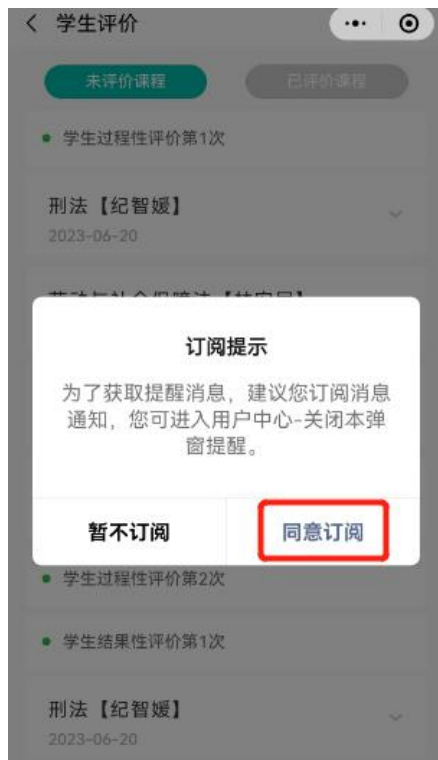 学生评价
未评价课程
已评价课程
学生过程性评价第1次
刑法【纪智媛】
2023-06-20
订阅提示
为了获取提醒消息，建议您订阅消息
通知，您可进入用户中心-关闭本弹
窗提醒。
暂不订阅
同意订阅
学生过程性评价第2次
学生结果性评价第1次
刑法【纪智媛】
2023-06-20